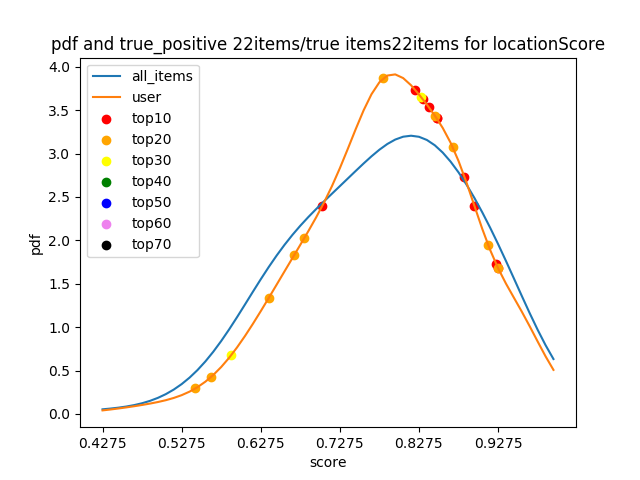 pdf and true_positive 22items/true items22items for locationScore
4.0
3.5
3.0
2.5
2.0
1.5
1.0
0.5
0.0
pdf
all_items
user
top10
top20
top30
top40
top50
top60
top70
0.4275 0.5275 0.6275 0.7275 0.8275 0.9275
score